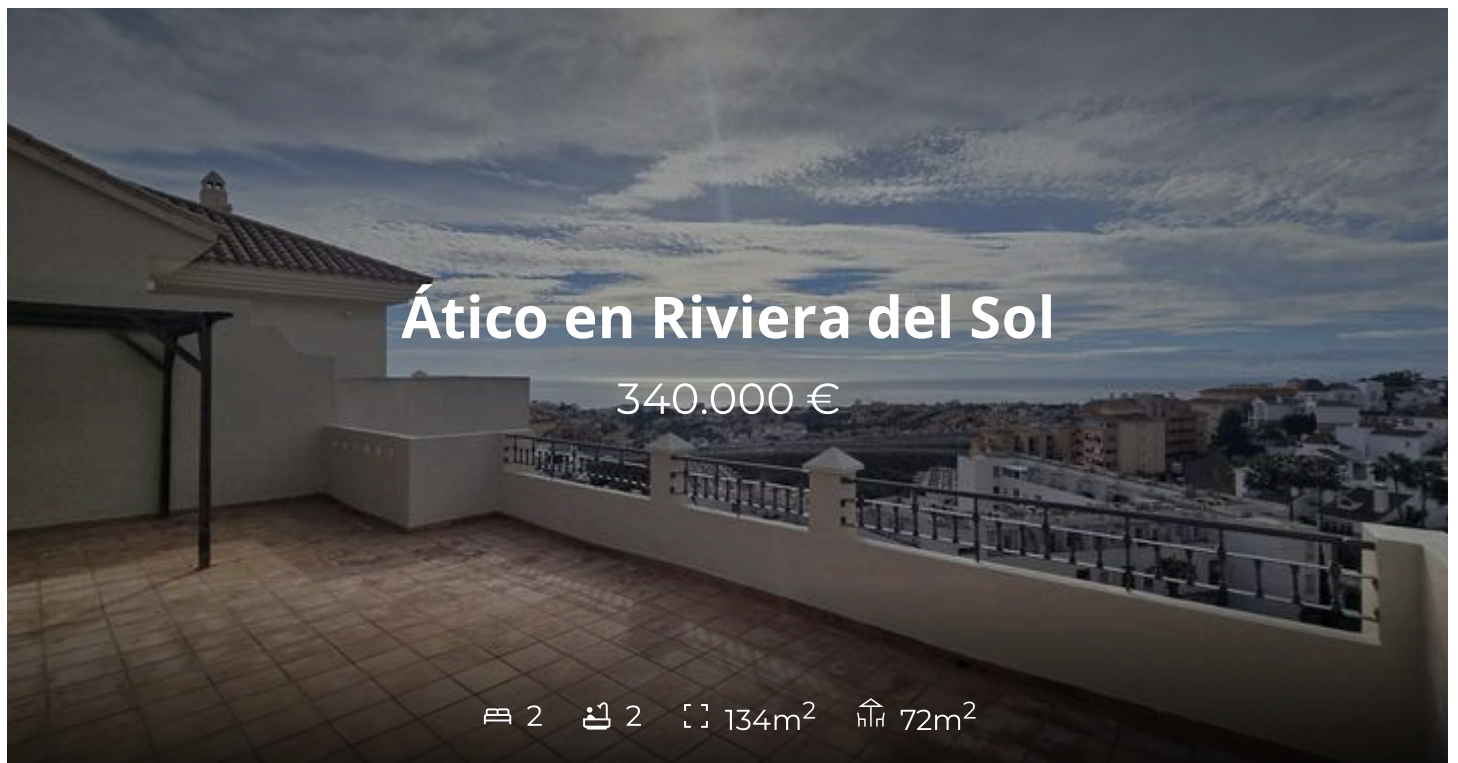 Ático en Riviera del Sol
340.000 €
2 2 134m² 72m²